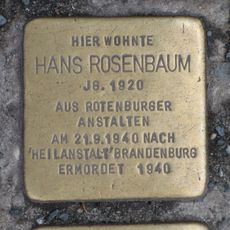 HIER WOHNTE
HANS ROSENBAUM
JG. 1920
AUS ROTENBURGER
ANSTALTEN
AM 21.9.1940 NACH
'HEILANSTALT' BRANDENBURG
ERMORDET 1940